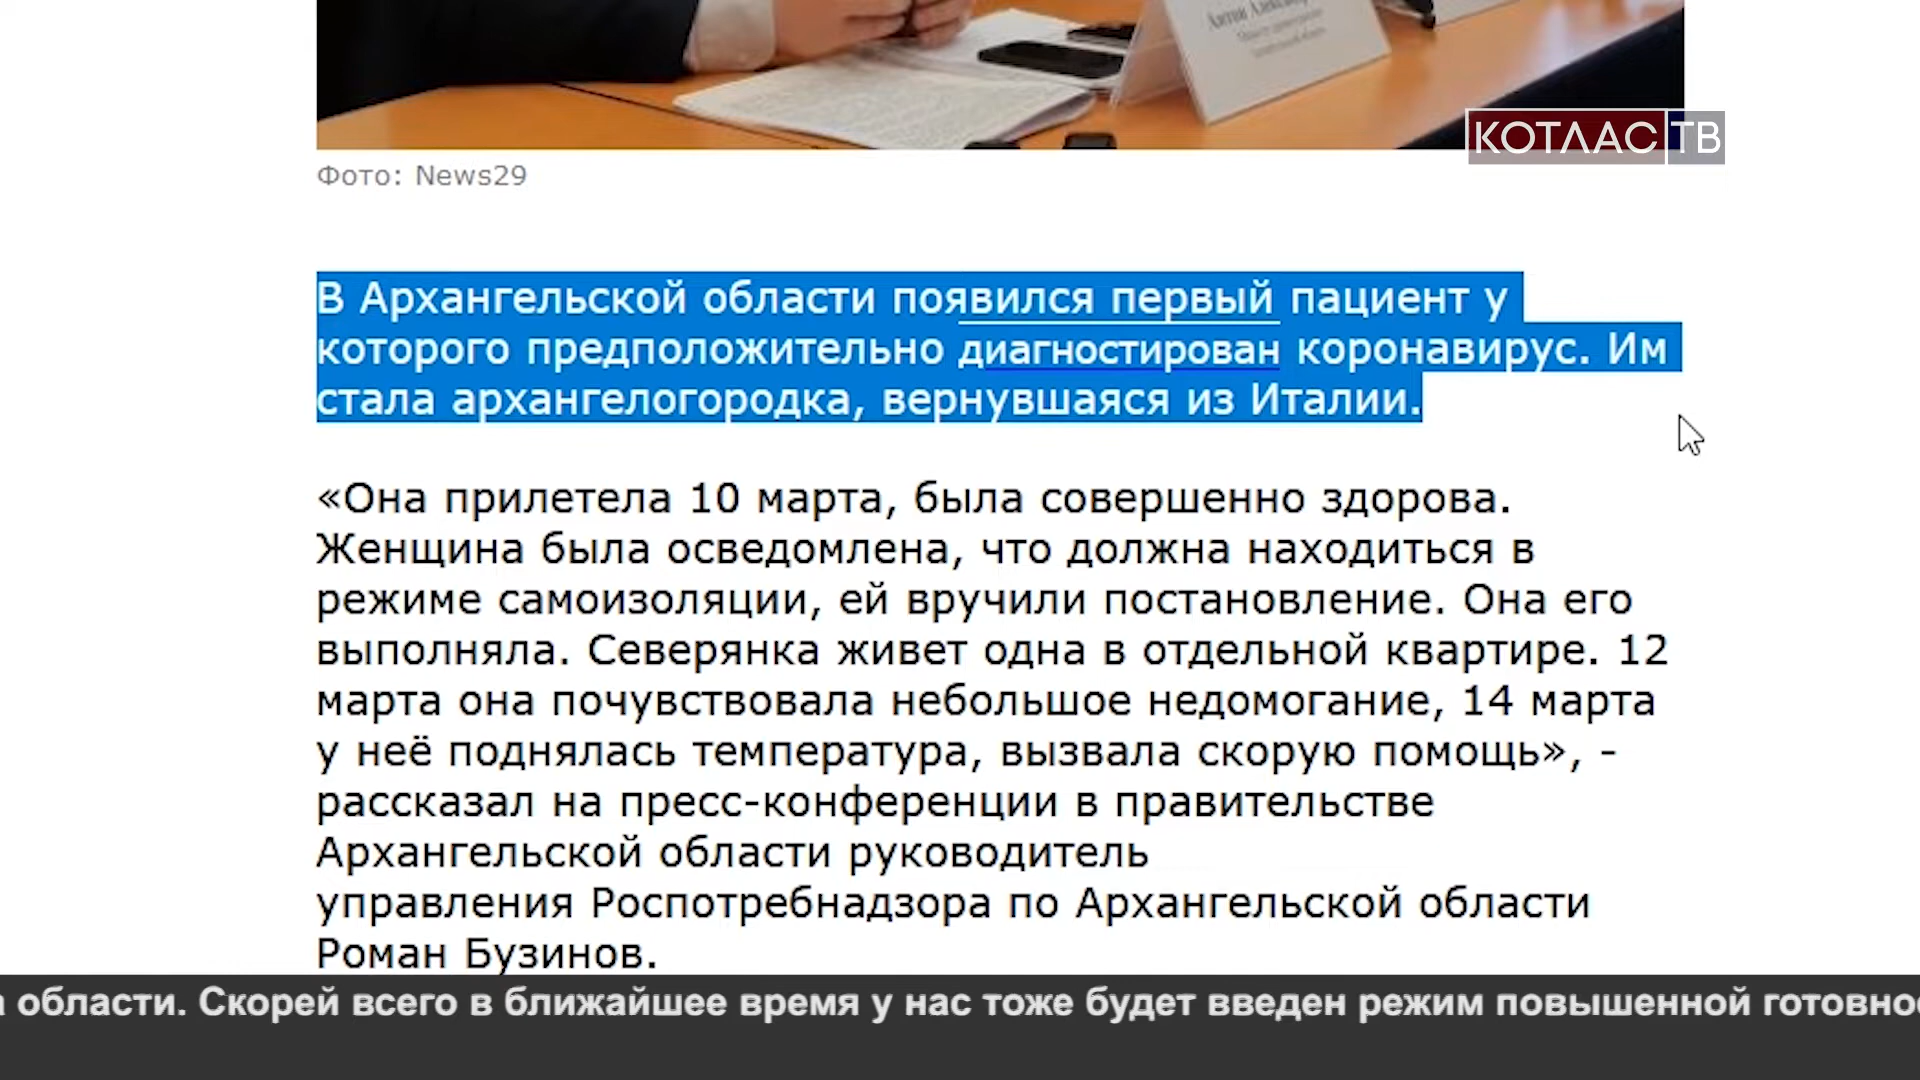 КОТЛАС ТВ
Фото: News29
В Архангельской области появился первый пациент у
которого предположительно диагностирован коронавирус. Им
стала архангелогородка, вернувшаяся из Италии.
«Она прилетела 10 марта, была совершенно здорова.
Женщина была осведомлена, что должна находиться в
режиме самоизоляции, ей вручили постановление. Она его
выполняла. Северянка живет одна в отдельной квартире. 12
марта она почувствовала небольшое недомогание, 14 марта
у неё поднялась температура, вызвала скорую помощь», -
рассказал на пресс-конференции в правительстве
Архангельской области руководитель
управления Роспотребнадзора по Архангельской области
Роман Бузинов.
а области. Скорей всего в ближайшее время у нас тоже будет введен режим повышенной готовнос